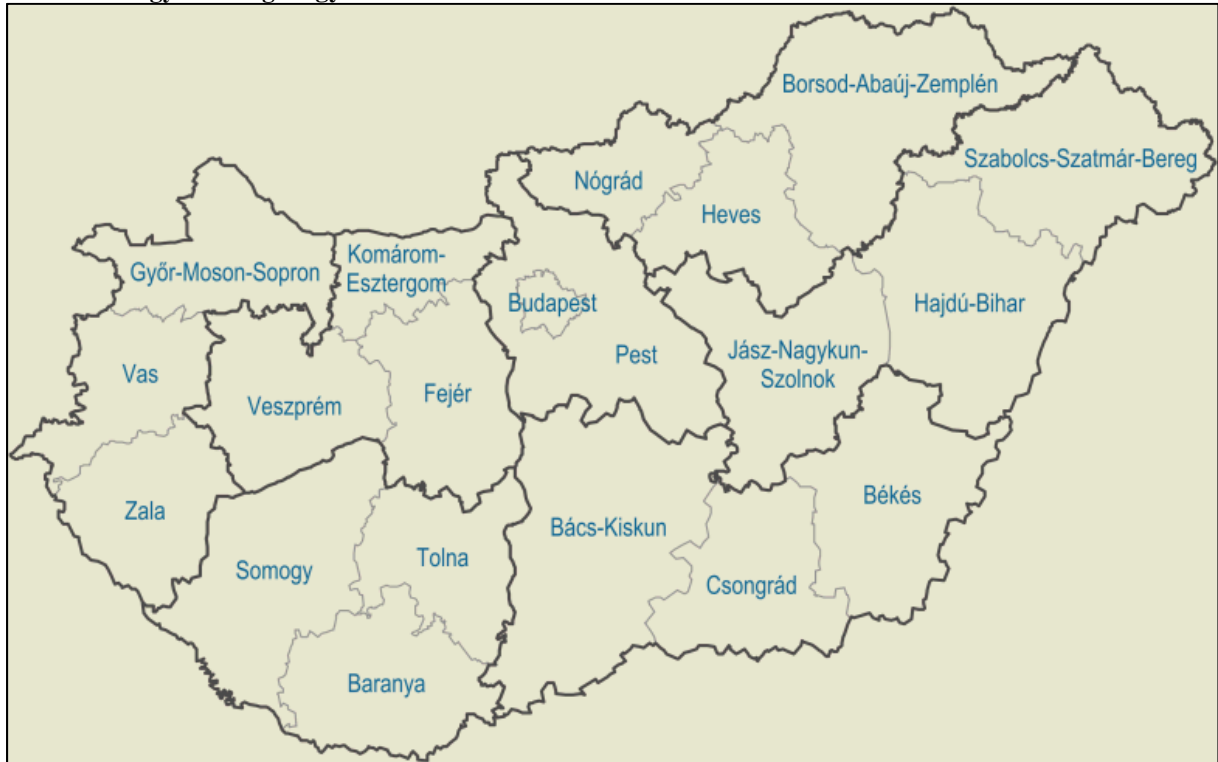 Borsod-Abaúj-Zemplén
Szabolcs-Szatmár-Bereg
Nógrád
Heves
Komárom-
Esztergom
Győr-Moson-Sopron
Budapest
Hajdú-Bihar
Pest
Jász-Nagykun-
Szolnok
Vas
Veszprém
Fejér
Békés
Zala
Bács-Kiskun
Tolna
Somogy
Csongrád
Baranya